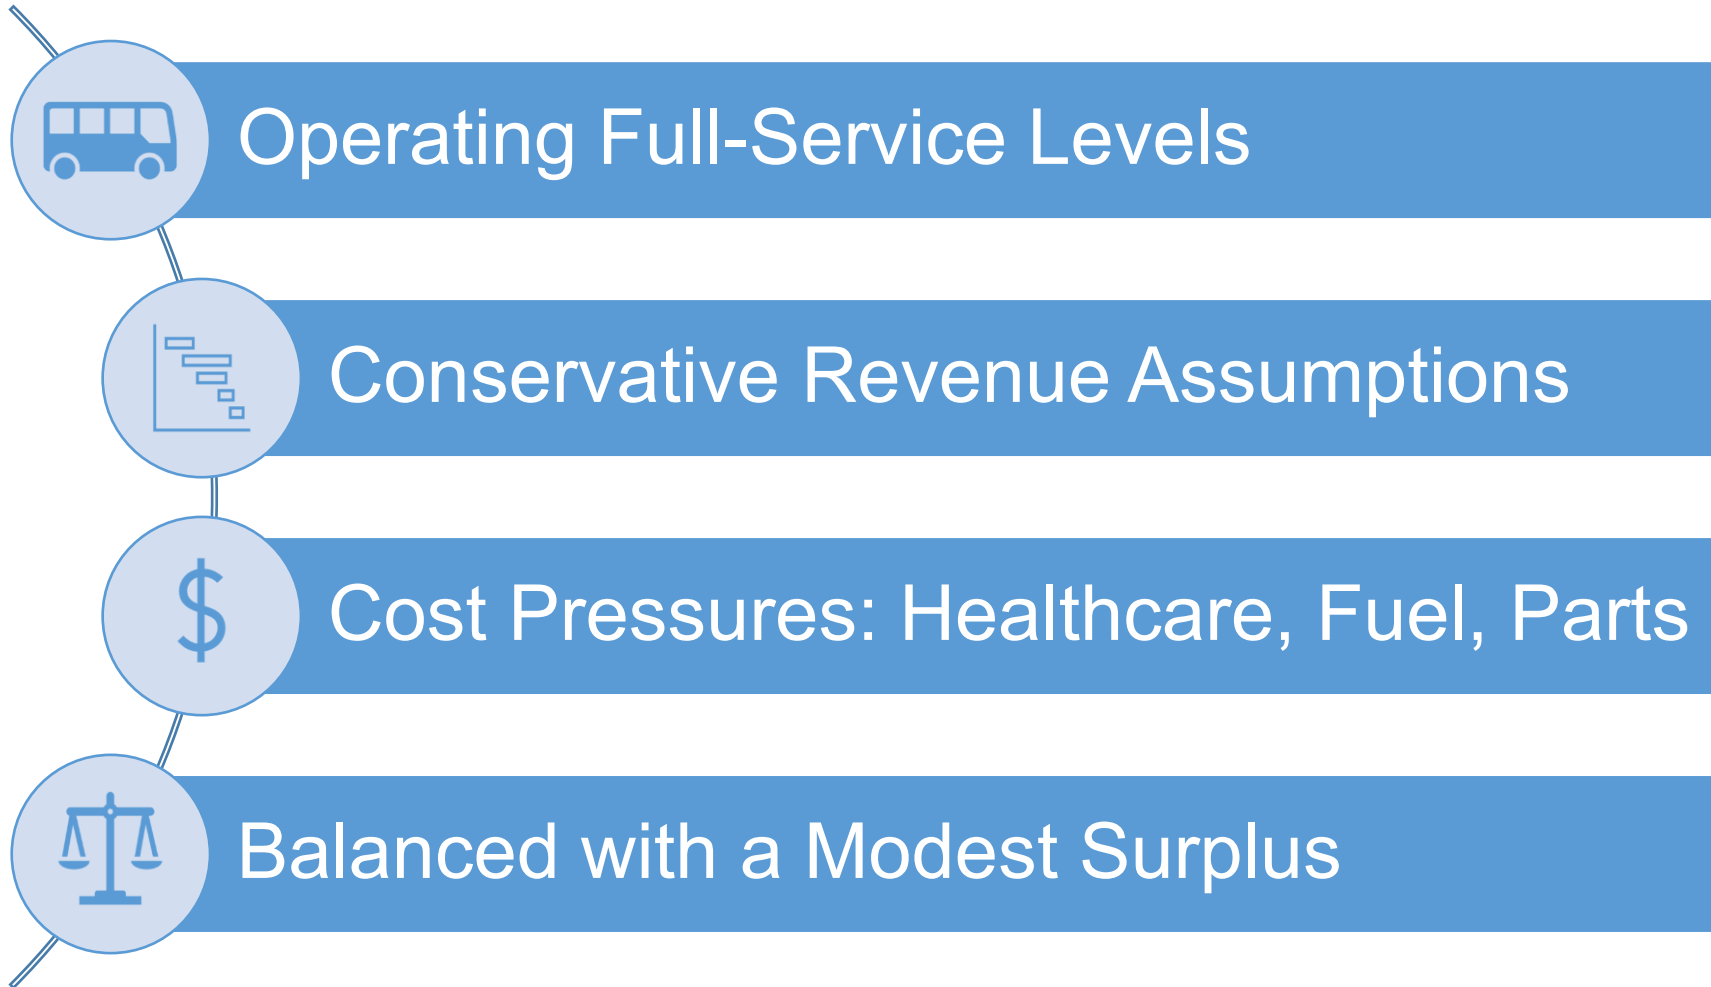 Operating Full-Service Levels
Conservative Revenue Assumptions
Cost Pressures: Healthcare, Fuel, Parts
Balanced with a Modest Surplus